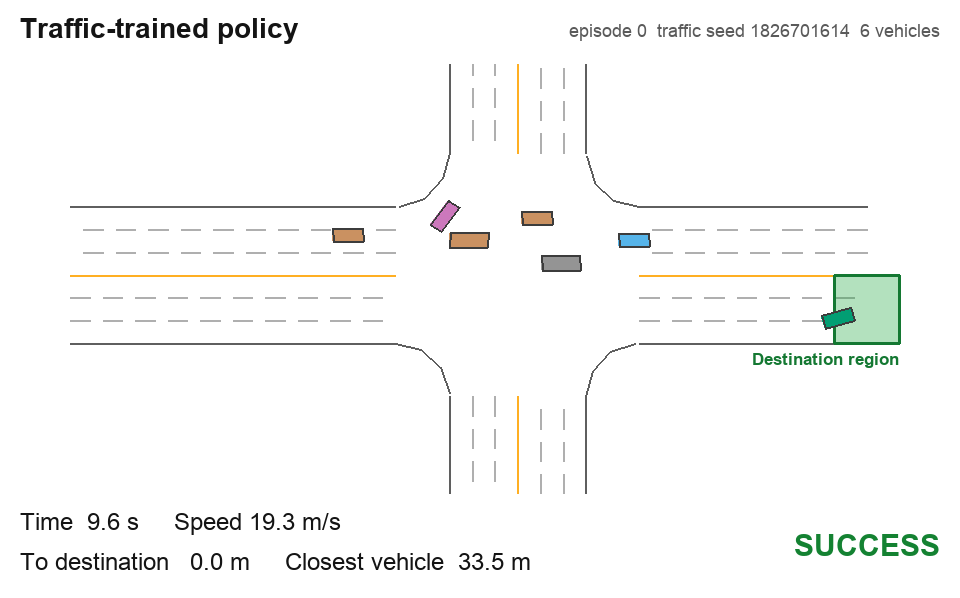 Traffic-trained policy
episode 0  traffic seed 1826701614  6 vehicles
Destination region
Time  9.6 s     Speed 19.3 m/s
To destination   0.0 m     Closest vehicle  33.5 m
SUCCESS